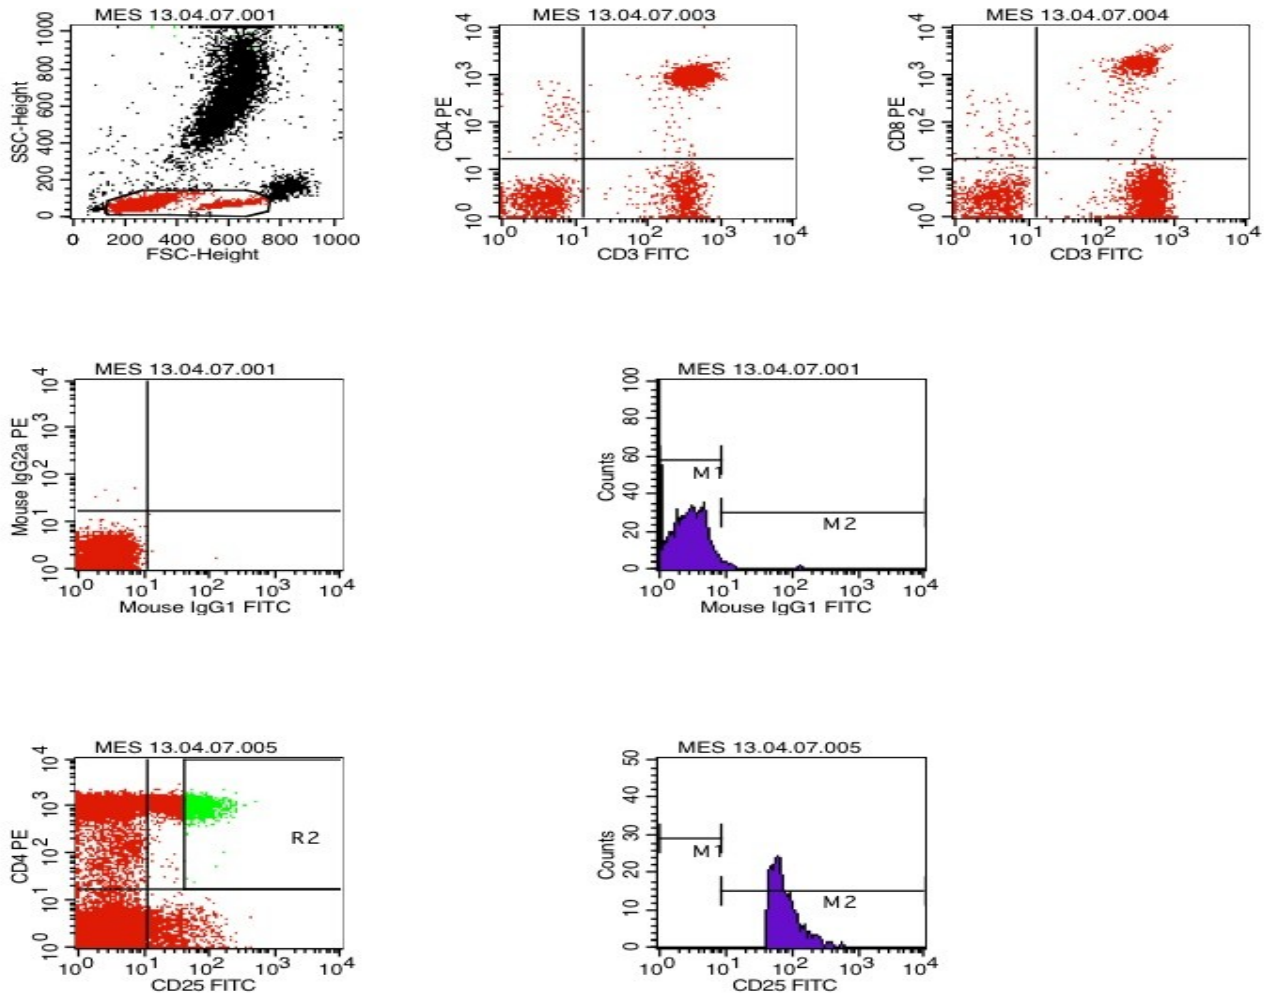 MES 13.04.07.001
SSC-Height
1000
800
600
400
200
0
0 200 400 600 800 1000
FSC-Height
MES 13.04.07.003
CD4 PE
10^4
10^3
10^2
10^1
10^0
10^0 10^1 10^2 10^3 10^4
CD3 FITC
MES 13.04.07.004
CD8 PE
10^4
10^3
10^2
10^1
10^0
10^0 10^1 10^2 10^3 10^4
CD3 FITC
MES 13.04.07.001
Mouse IgG2a PE
10^4
10^3
10^2
10^1
10^0
10^0 10^1 10^2 10^3 10^4
Mouse IgG1 FITC
MES 13.04.07.001
Counts
100
80
60
40
20
0
M1
M2
10^0 10^1 10^2 10^3 10^4
Mouse IgG1 FITC
MES 13.04.07.005
CD4 PE
10^4
10^3
10^2
10^1
10^0
R2
10^0 10^1 10^2 10^3 10^4
CD25 FITC
MES 13.04.07.005
Counts
50
40
30
20
10
0
M1
M2
10^0 10^1 10^2 10^3 10^4
CD25 FITC